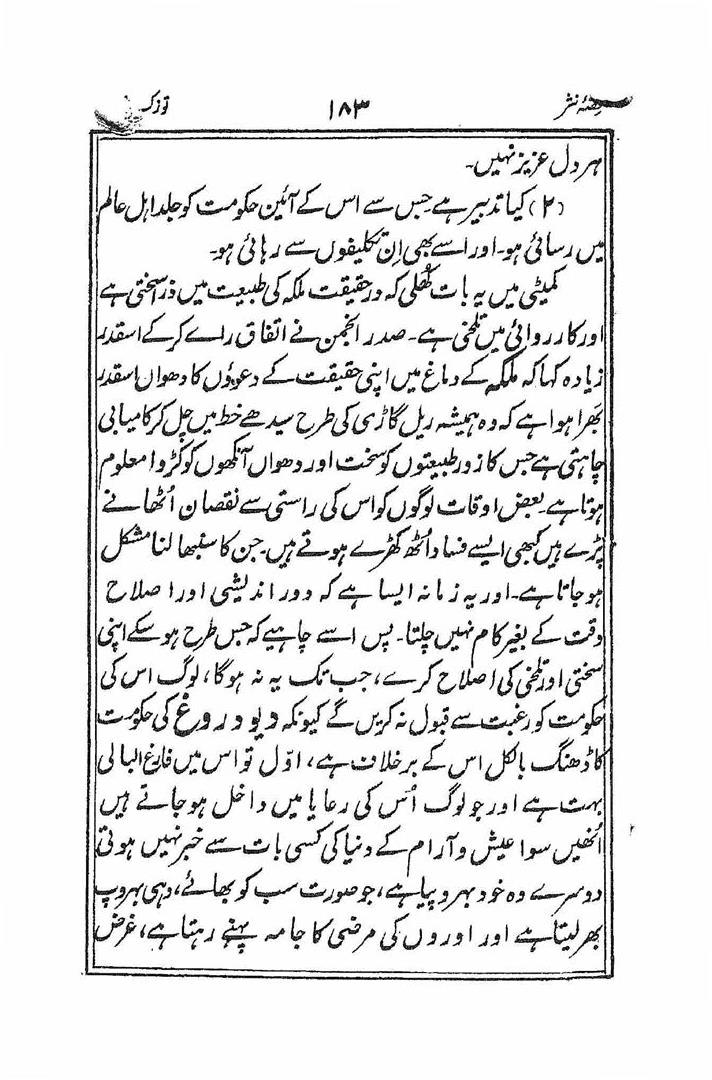 حصۂ نثر ۱۸۳ توزک
ہر دل عزیز نہیں۔
(۲) کیا تدبیر ہے جس سے اس کے آئین حکومت کو جلد اہل عالم
میں رسائی ہو۔ اور اسے بھی اِن تکلیفوں سے رہائی ہو۔
کمیٹی میں یہ بات کھُلی کہ درحقیقت ملکہ کی طبیعت میں ذرا سختی ہے
اور کارروائی میں تلخی ہے۔ صدر انجمن نے اتفاق راے کرکے اسقدر
زیادہ کہا کہ ملکہ کے دماغ میں اپنی حقیقت کے دعووں کا دھواں اسقدر
بھرا ہوا ہے کہ وہ ہمیشہ ریل گاڑی کی طرح سیدھے خط میں چل کر کامیابی
چاہتی ہے جس کا زور طبیعتوں کو سخت اور دھواں آنکھوں کو کڑوا معلوم
ہوتا ہے۔ بعض اوقات لوگوں کو اس کی راستی سے نقصان اُٹھانے
پڑے ہیں کبھی ایسے فساد اُٹھ کھڑے ہوتے ہیں۔ جن کا سنبھالنا مشکل
ہو جاتا ہے۔ اور یہ زمانہ ایسا ہے کہ دور اندیشی اور اصلاح
وقت کے بغیر کام نہیں چلتا۔ پس اسے چاہیے کہ جس طرح ہو سکے اپنی
سختی اور تلخی کی اصلاح کرے، جب تک یہ نہ ہوگا، لوگ اس کی
حکومت کو رغبت سے قبول نہ کریں گے کیونکہ دیو دروغ کی حکومت
کا ڈھنگ بالکل اس کے برخلاف ہے، اوّل تو اس میں فارغ البالی
بہت ہے اور جو لوگ اُس کی رعایا میں داخل ہو جاتے ہیں
اُنھیں سوا عیش و آرام کے دنیا کی کسی بات سے خبر نہیں ہوتی
دوسرے وہ خود بہروپیا ہے، جو صورت سب کو بھائے، وہی بہروپ
بھر لیتا ہے اور اوروں کی مرضی کا جامہ پہنے رہتا ہے، غرض